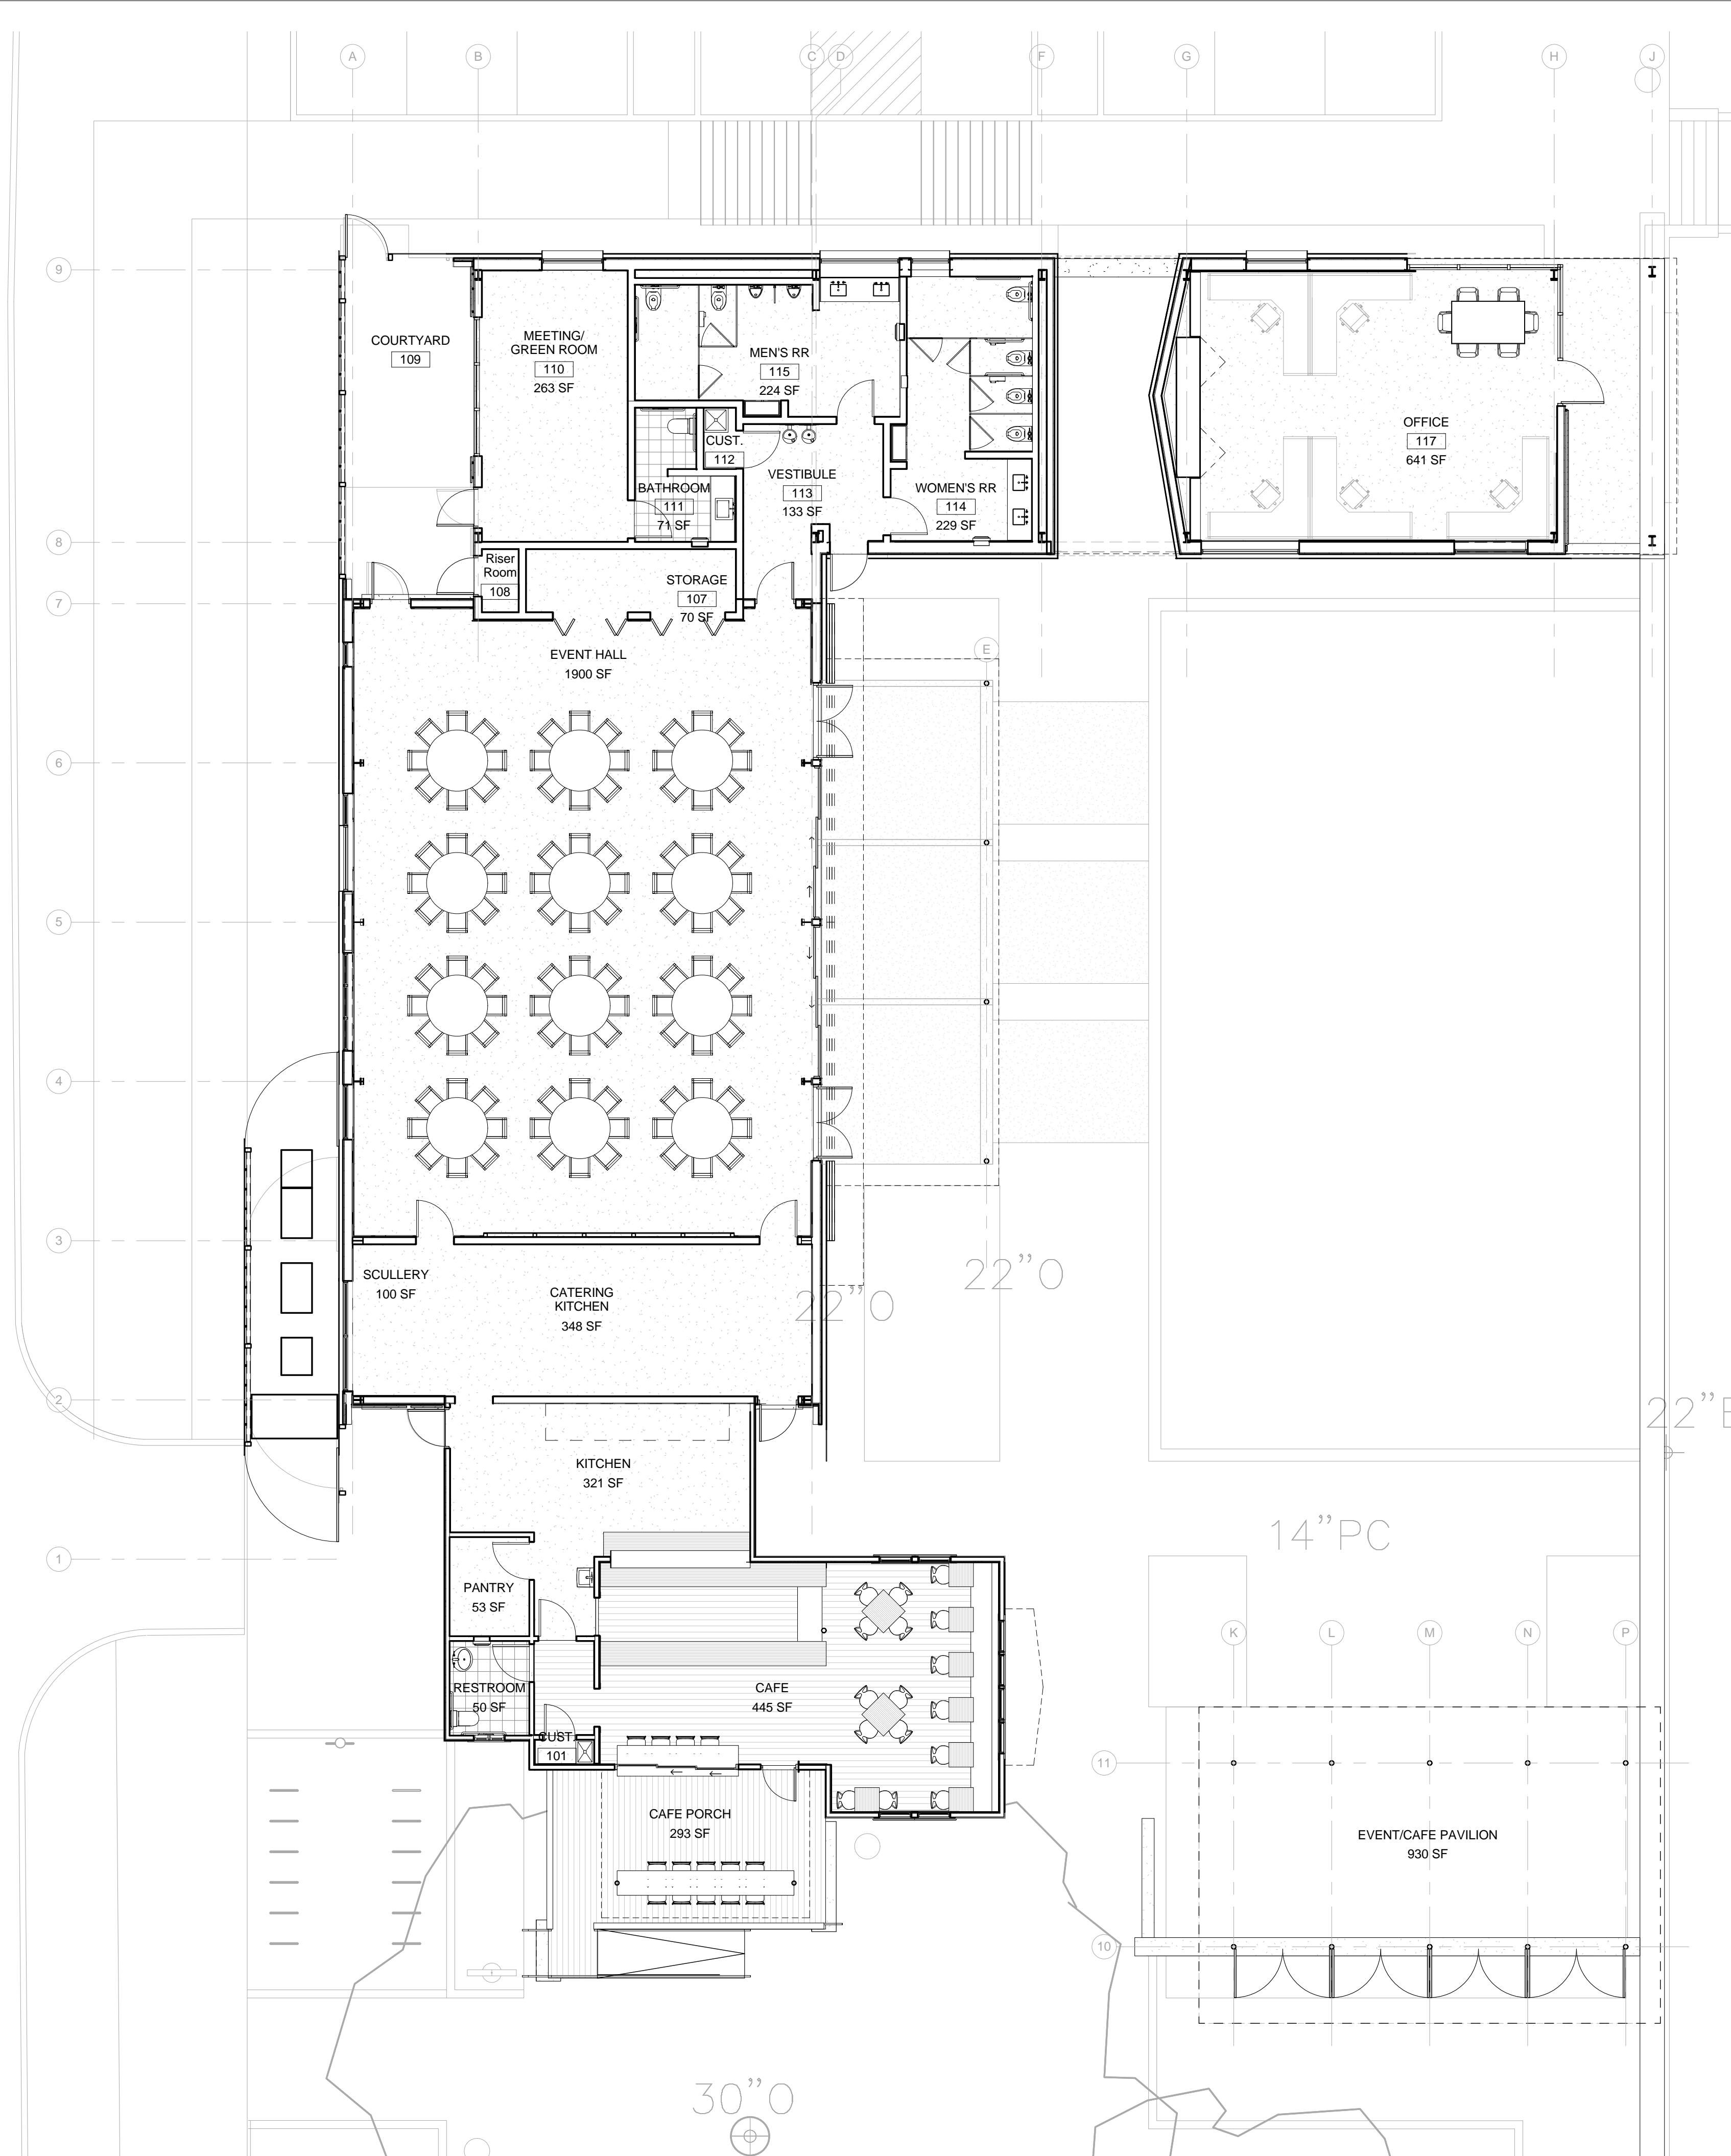 A
B
C
D
F
G
H
J
9
COURTYARD
109
MEETING/
GREEN ROOM
110
263 SF
MEN'S RR
115
224 SF
OFFICE
117
641 SF
CUST.
112
VESTIBULE
113
133 SF
BATHROOM
111
71 SF
WOMEN'S RR
114
229 SF
8
Riser
Room
108
STORAGE
107
70 SF
7
EVENT HALL
1900 SF
E
6
5
4
3
SCULLERY
100 SF
CATERING
KITCHEN
348 SF
22”O
22”O
2
22”E
KITCHEN
321 SF
14”PC
1
PANTRY
53 SF
K
L
M
N
P
RESTROOM
50 SF
CAFE
445 SF
CUST.
101
11
CAFE PORCH
293 SF
EVENT/CAFE PAVILION
930 SF
10
30”O